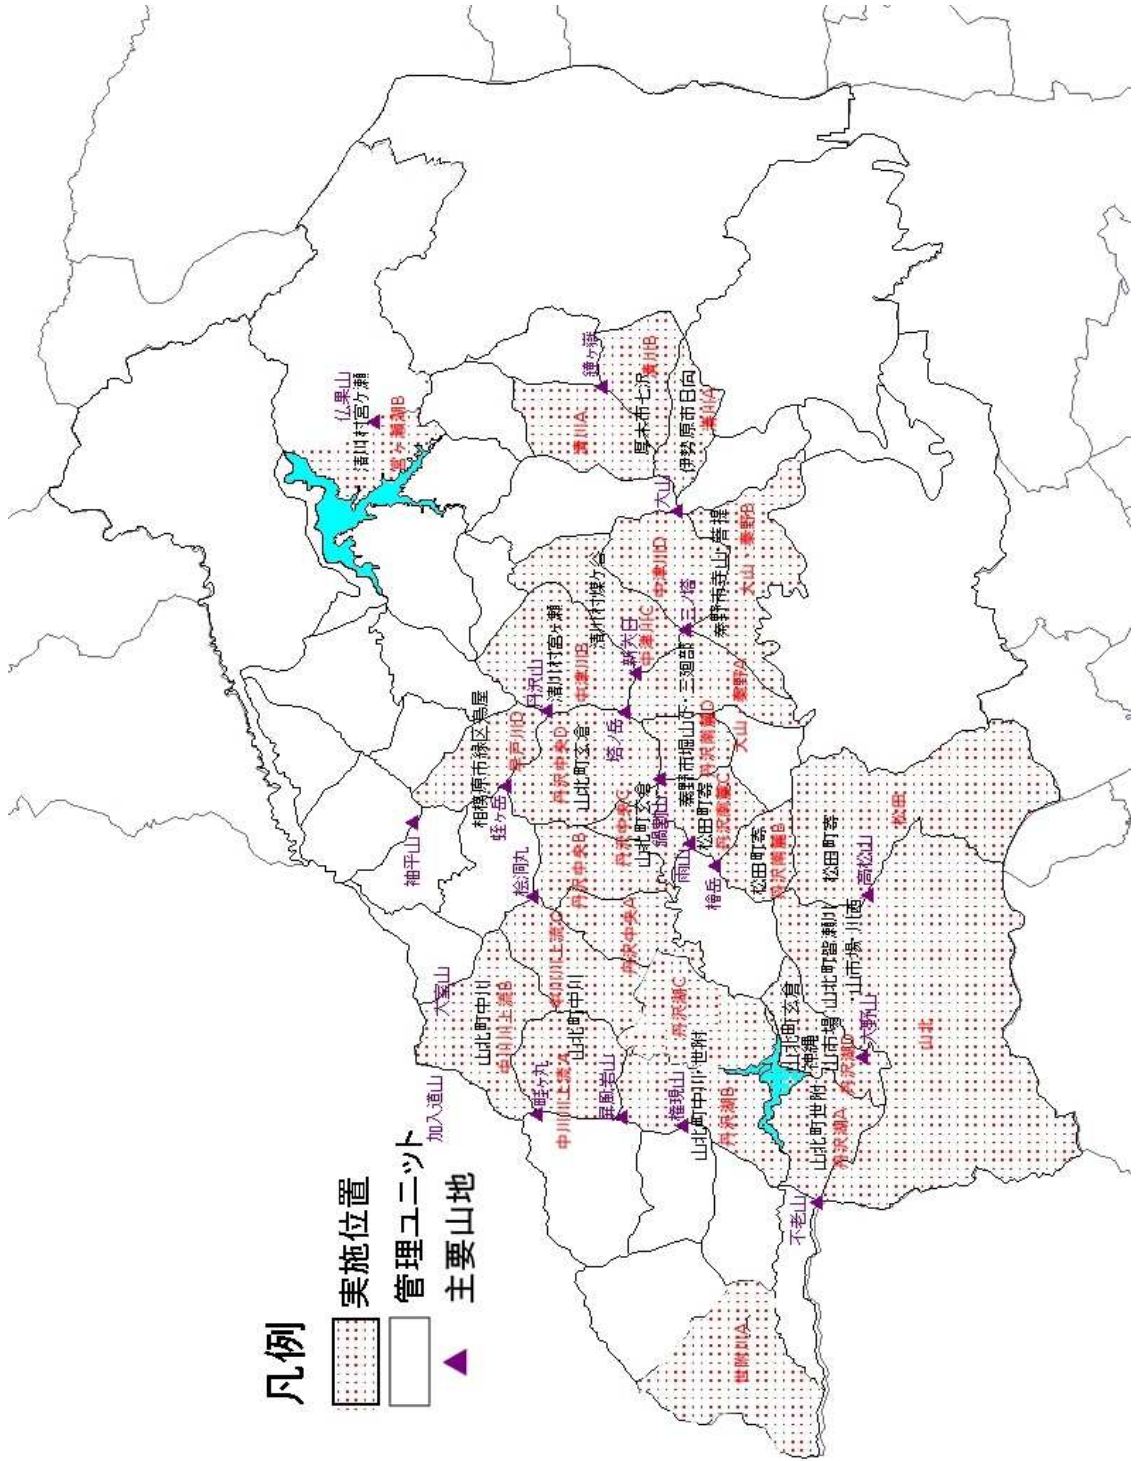 凡例
実施位置
管理ユニット
主要山地
仏果山
清川村宮ヶ瀬
宮ヶ瀬湖B
鐘ヶ嶽
清川A
清川B
厚木市七沢
伊勢原市日向
大山
中津川D
秦野市寺山・菩提
大山・秦野B
清川村煤ヶ谷
三ノ塔
新大日
中津川C
清川村宮ヶ瀬
中津川B
丹沢山
塔ノ岳
秦野市堀山下・三廻部
大山 秦野A
丹沢南麓D
相模原市緑区鳥屋
早戸川D
丹沢中央D
山北町玄倉
蛭ヶ岳
袖平山
鍋割山
丹沢中央C
山北町玄倉
松田町寄
丹沢南麓C
雨山
檜岳
松田町寄
丹沢南麓B
松田
松田町寄
高松山
桧洞丸
丹沢中央B
丹沢中央A
中川川上流C
山北町中川
大室山
山北町中川
中川川上流B
加入道山
畦ヶ丸
中川川上流A
屏風岩山
丹沢湖C
権現山
山北町中川・世附
丹沢湖B
山北町玄倉
神縄
山市場
山北町皆瀬川
・山市場・川西
大野山
丹沢湖D
山北
山北町世附
丹沢湖A
不老山
世附川A